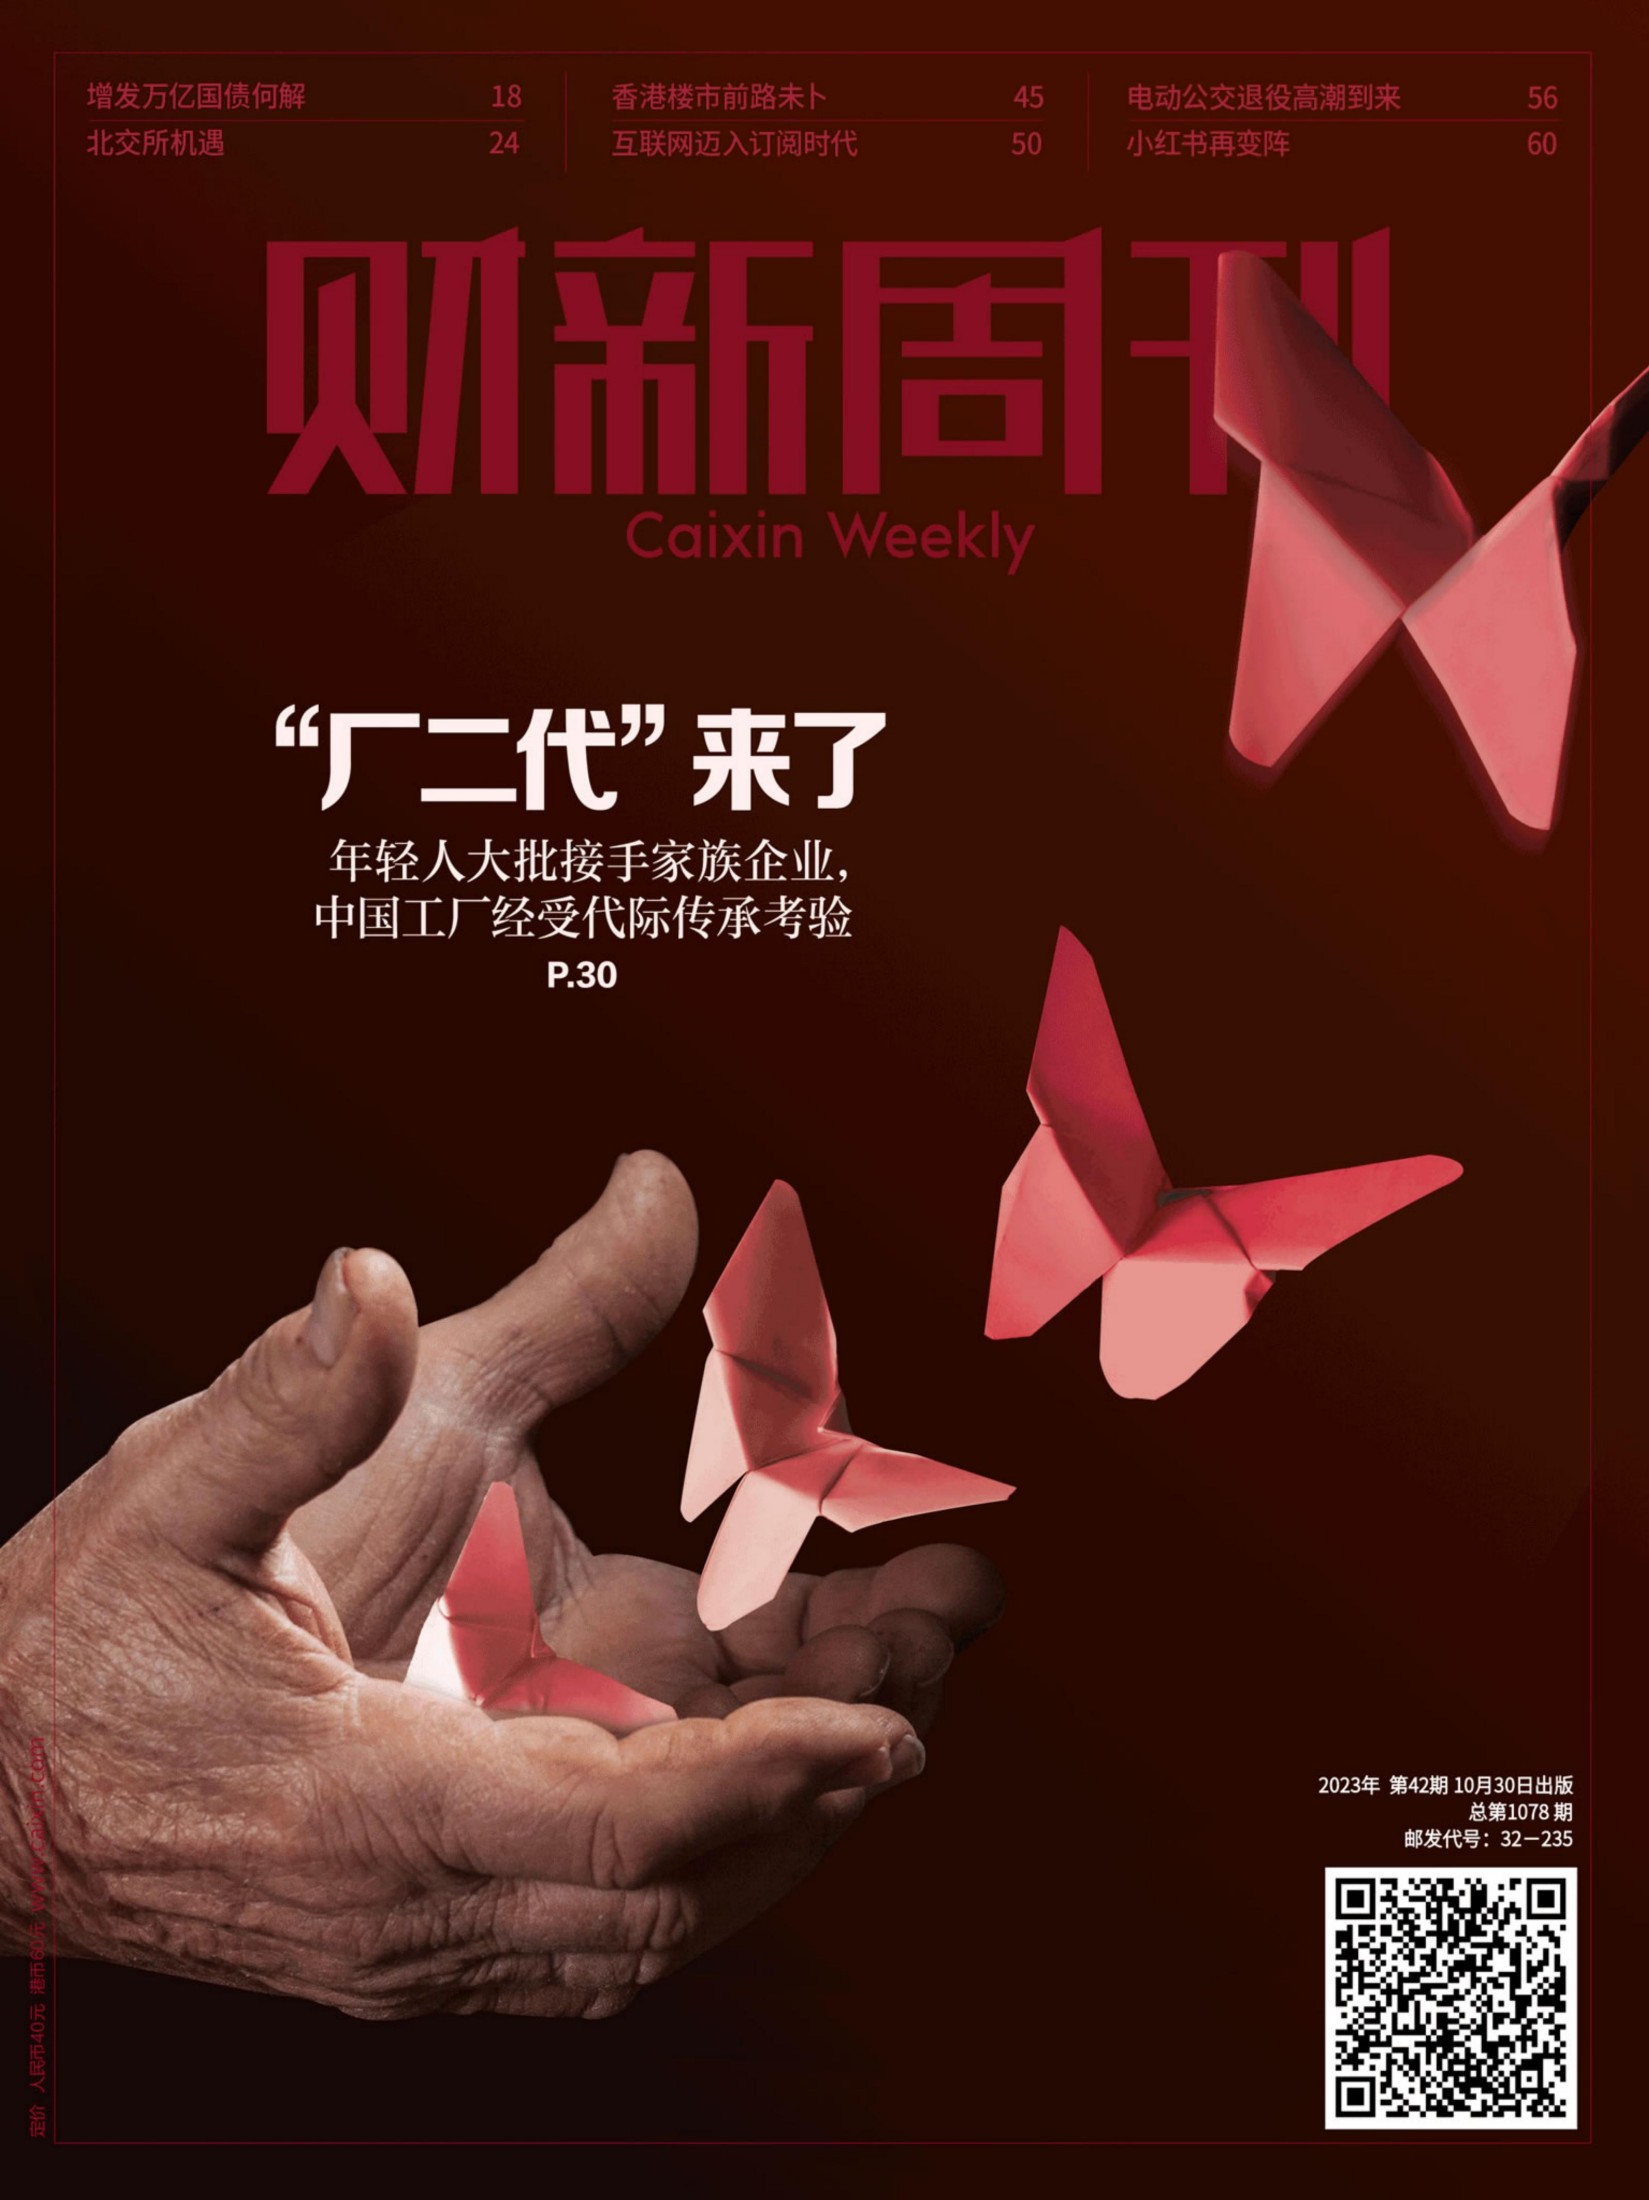 增发万亿国债何解 18
北交所机遇 24
香港楼市前路未卜 45
互联网迈入订阅时代 50
电动公交退役高潮到来 56
小红书再变阵 60
财新周刊
Caixin Weekly
“厂二代”来了
年轻人大批接手家族企业，
中国工厂经受代际传承考验
P.30
2023年 第42期 10月30日出版
总第1078期
邮发代号：32—235
定价 人民币40元 港币60元 www.caixin.com